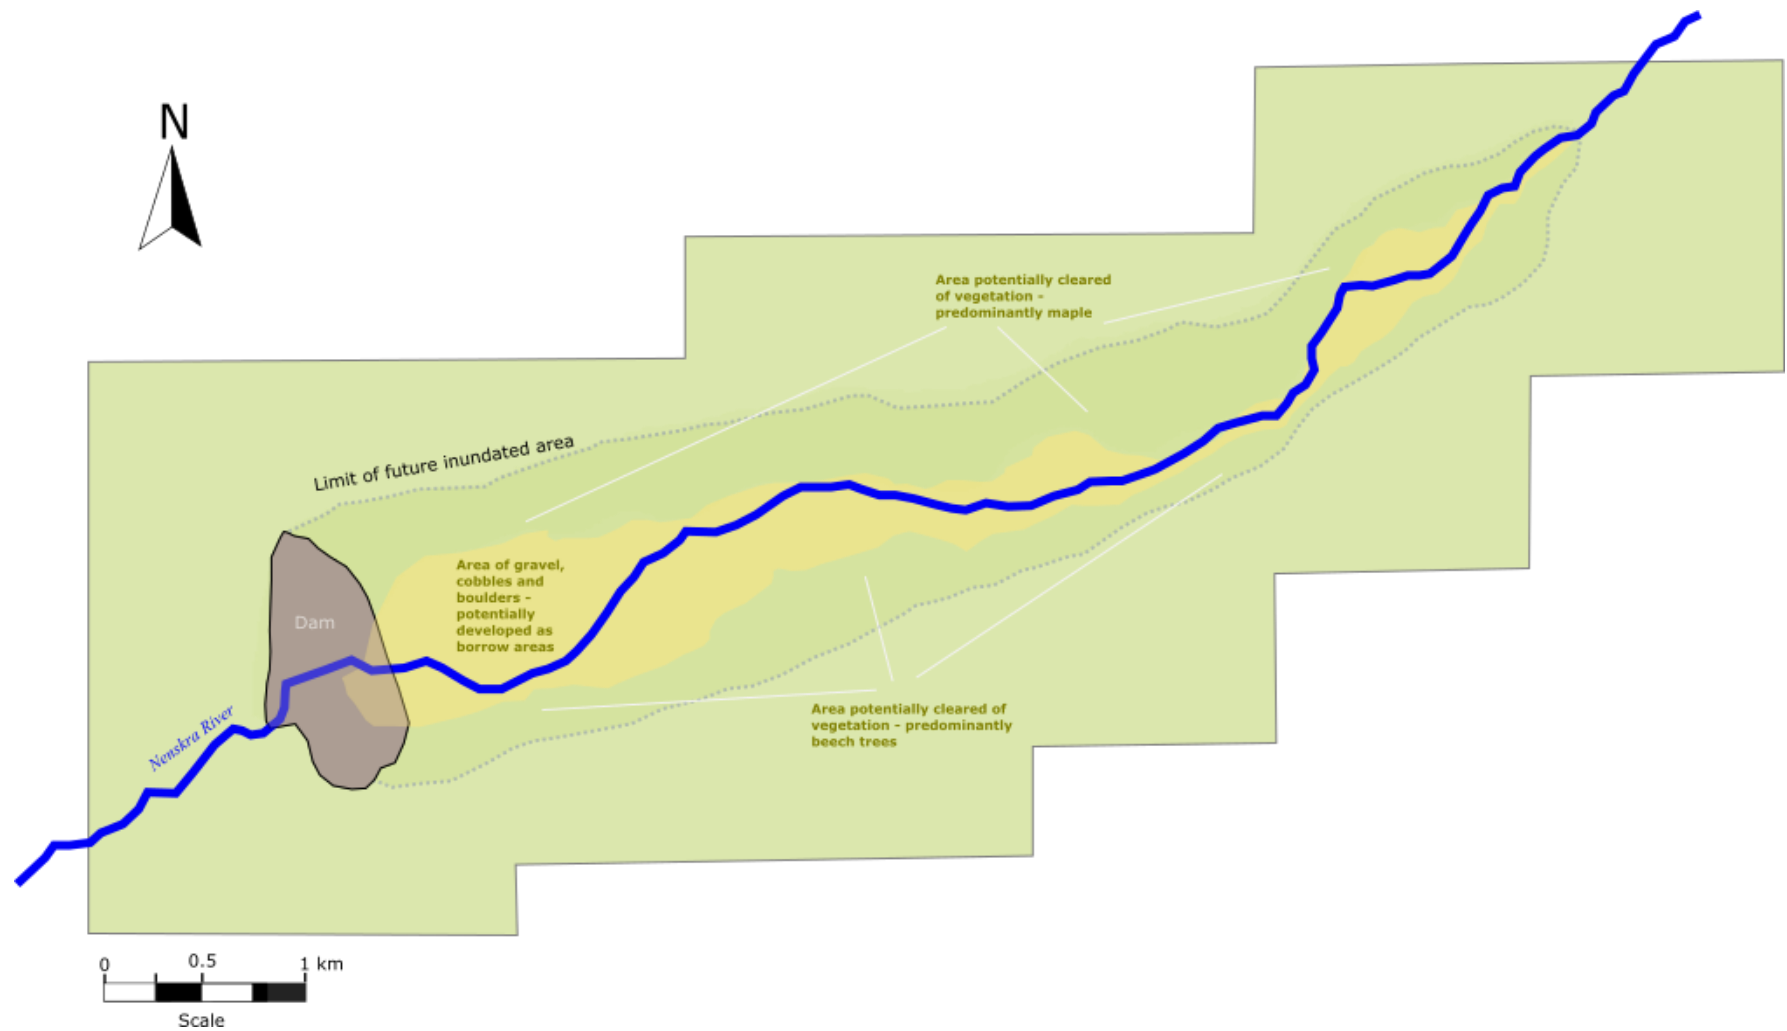 N
Area potentially cleared
of vegetation -
predominantly maple
Limit of future inundated area
Area of gravel,
cobbles and
boulders -
potentially
developed as
borrow areas
Dam
Nenskra River
Area potentially cleared of
vegetation - predominantly
beech trees
0 0.5 1 km
Scale